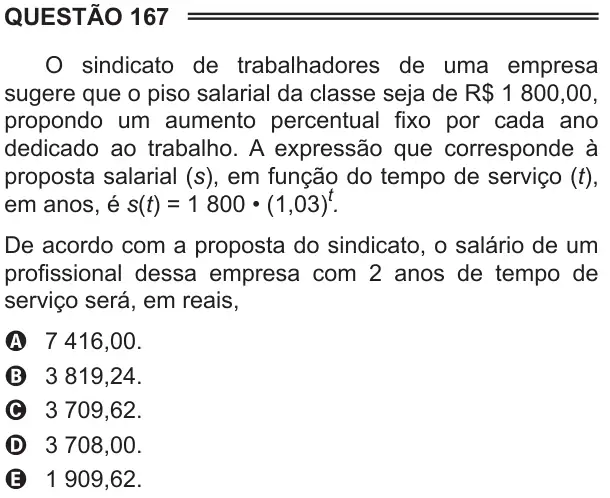 QUESTÃO 167
O sindicato de trabalhadores de uma empresa
sugere que o piso salarial da classe seja de R$ 1 800,00,
propondo um aumento percentual fixo por cada ano
dedicado ao trabalho. A expressão que corresponde à
proposta salarial (s), em função do tempo de serviço (t),
em anos, é s(t) = 1 800 • (1,03)^t.
De acordo com a proposta do sindicato, o salário de um
profissional dessa empresa com 2 anos de tempo de
serviço será, em reais,
A 7 416,00.
B 3 819,24.
C 3 709,62.
D 3 708,00.
E 1 909,62.